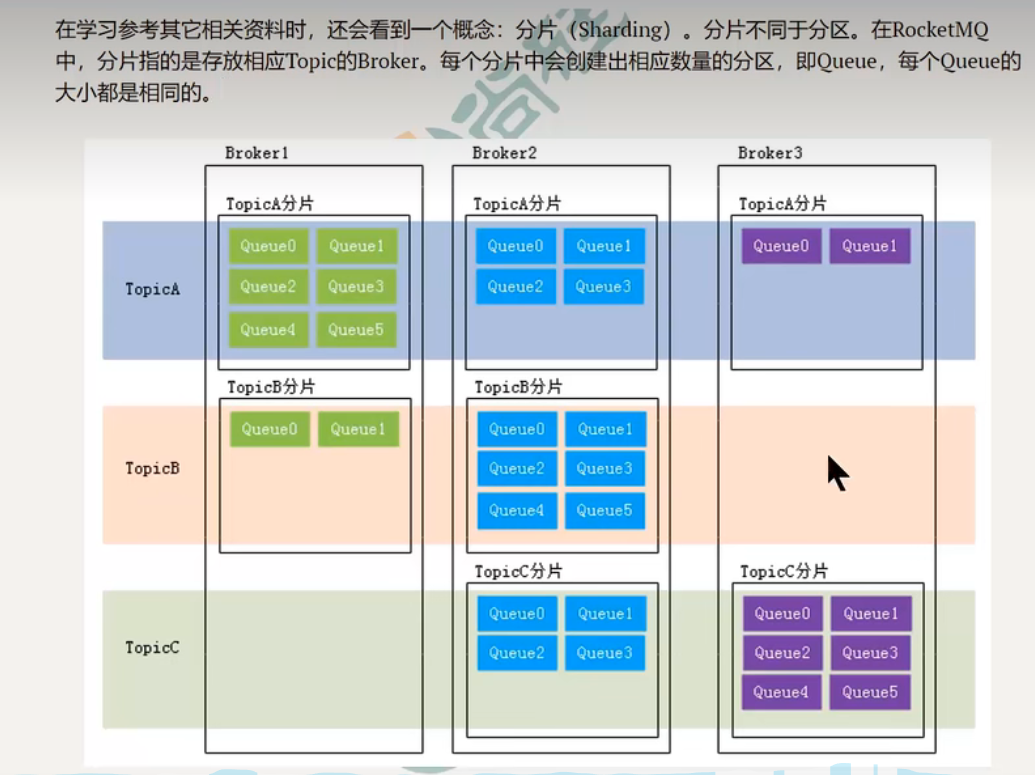 在学习参考其它相关资料时，还会看到一个概念：分片（Sharding）。分片不同于分区。在RocketMQ
中，分片指的是存放相应Topic的Broker。每个分片中会创建出相应数量的分区，即Queue，每个Queue的
大小都是相同的。
Broker1 Broker2 Broker3
TopicA分片 TopicA分片 TopicA分片
Queue0 Queue1 Queue0 Queue1 Queue0 Queue1
TopicA Queue2 Queue3 Queue2 Queue3
Queue4 Queue5
TopicB分片 TopicB分片
Queue0 Queue1 Queue0 Queue1
TopicB Queue2 Queue3
Queue4 Queue5
TopicC分片 TopicC分片
Queue0 Queue1 Queue0 Queue1
TopicC Queue2 Queue3 Queue2 Queue3
Queue4 Queue5